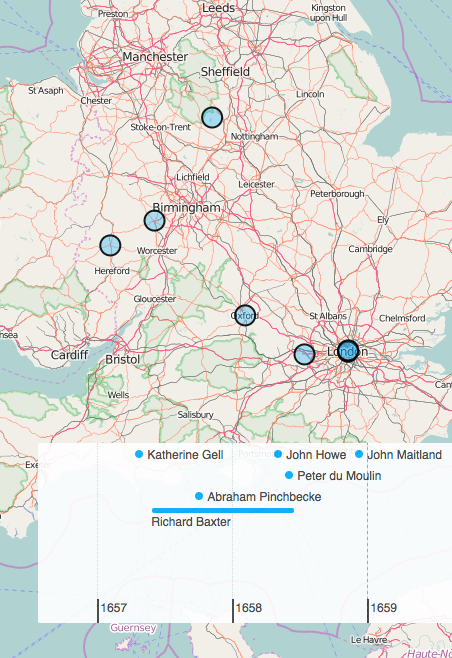 Leeds
Preston
Kingston
upon Hull
Manchester
Sheffield
St Asaph
Chester
Lincoln
Stoke-on-Trent
Nottingham
Lichfield
Leicester
Peterborough
Birmingham
Ely
Worcester
Cambridge
Hereford
Gloucester
Oxford
St Albans
Chelmsford
nsea
Cardiff
Bristol
London
Cant
Wells
Salisbury
Exe
Portsmo
Katherine Gell
John Howe
John Maitland
Peter du Moulin
Abraham Pinchbecke
Richard Baxter
1657
1658
1659
Guernsey
Le Havre
Haute-No